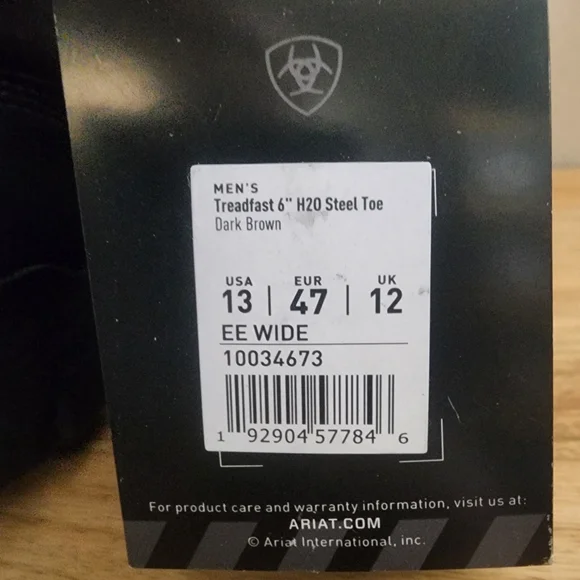 MEN'S
Treadfast 6" H2O Steel Toe
Dark Brown
USA EUR UK
13 | 47 | 12
EE WIDE
10034673
1 92904 57784 6
For product care and warranty information, visit us at:
ARIAT.COM
© Ariat International, inc.